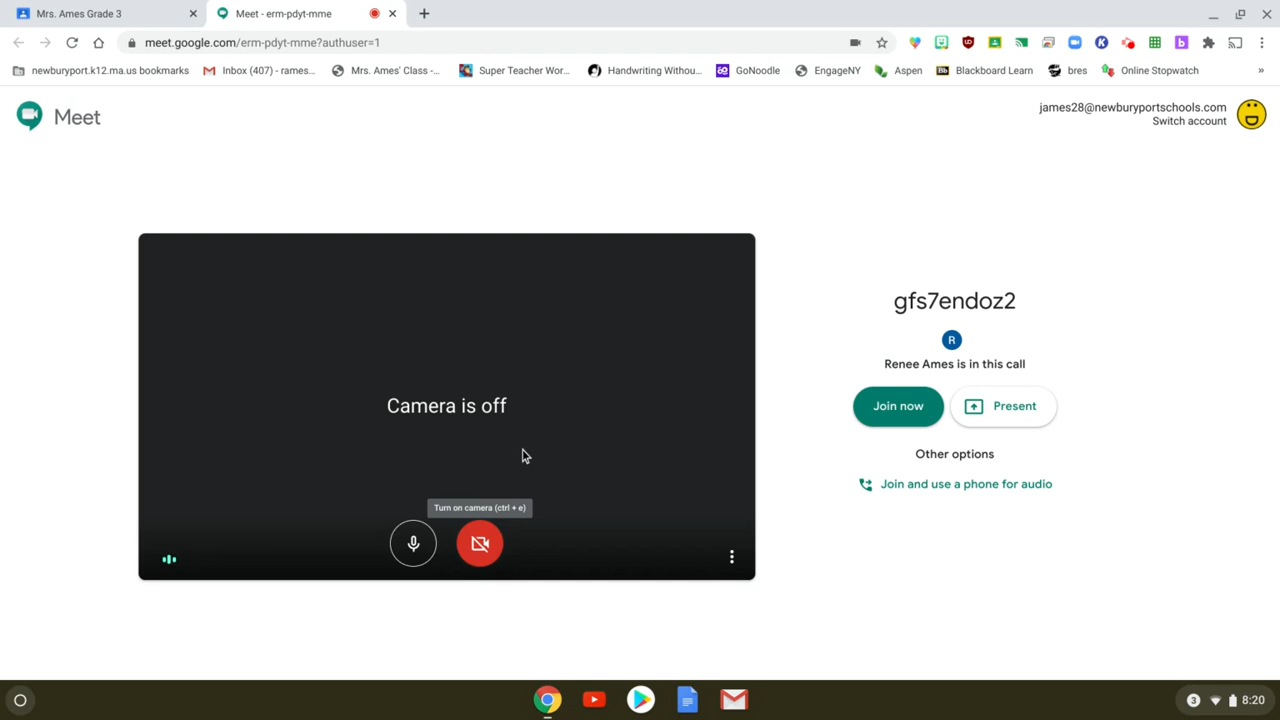 Mrs. Ames Grade 3
Meet - erm-pdyt-mme
meet.google.com/erm-pdyt-mme?authuser=1
newburyport.k12.ma.us bookmarks
Inbox (407) - rames...
Mrs. Ames' Class -...
Super Teacher Wor...
Handwriting Withou...
GoNoodle
EngageNY
Aspen
Bb
Blackboard Learn
bres
Online Stopwatch
»
Meet
james28@newburyportschools.com
Switch account
Camera is off
Turn on camera (ctrl + e)
gfs7endoz2
R
Renee Ames is in this call
Join now
Present
Other options
Join and use a phone for audio
3
8:20